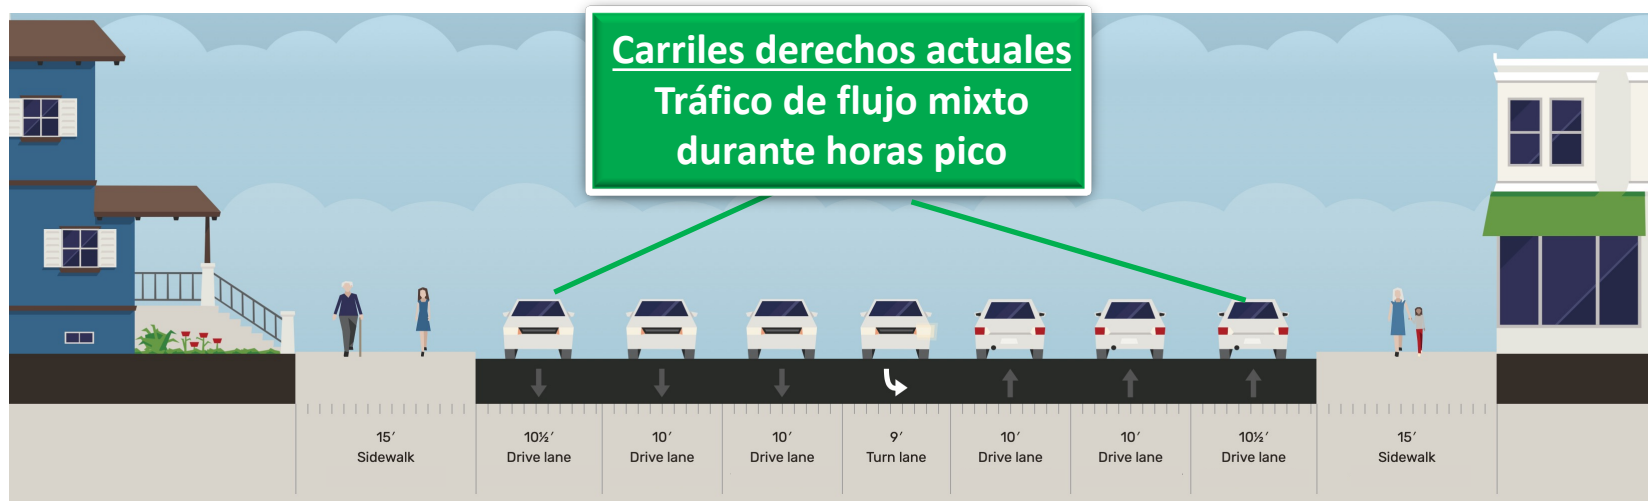 Carriles derechos actuales
Tráfico de flujo mixto
durante horas pico
15′
Sidewalk
10½′
Drive lane
10′
Drive lane
10′
Drive lane
9′
Turn lane
10′
Drive lane
10′
Drive lane
10½′
Drive lane
15′
Sidewalk